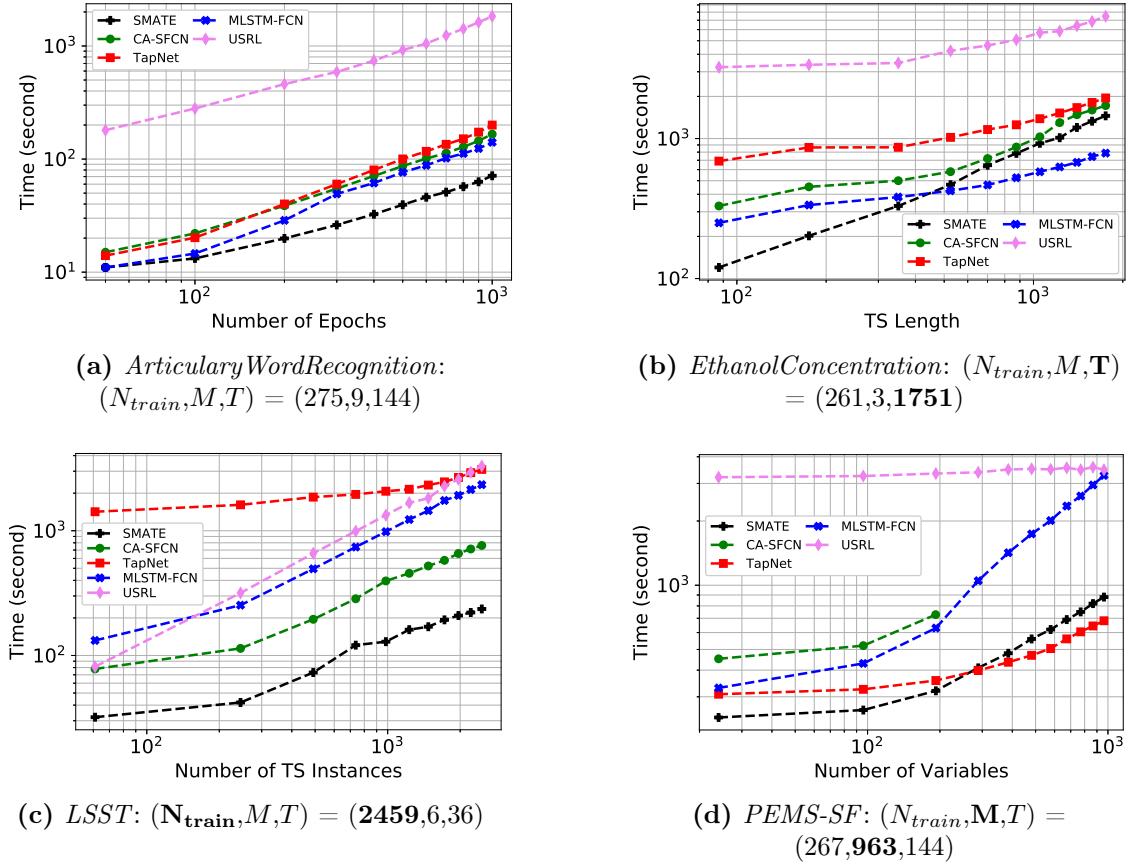 SMATE
CA-SFCN
TapNet
MLSTM-FCN
USRL
Time (second)
10³
10²
10¹
10²
10³
Number of Epochs
(a) ArticularyWordRecognition:
(N_train,M,T) = (275,9,144)
Time (second)
10³
10²
SMATE
CA-SFCN
TapNet
MLSTM-FCN
USRL
10²
10³
TS Length
(b) EthanolConcentration: (N_train,M,T)
= (261,3,1751)
Time (second)
10³
10²
SMATE
CA-SFCN
TapNet
MLSTM-FCN
USRL
10²
10³
Number of TS Instances
(c) LSST: (N_train,M,T) = (2459,6,36)
Time (second)
10³
SMATE
CA-SFCN
TapNet
MLSTM-FCN
USRL
10²
10³
Number of Variables
(d) PEMS-SF: (N_train,M,T) =
(267,963,144)